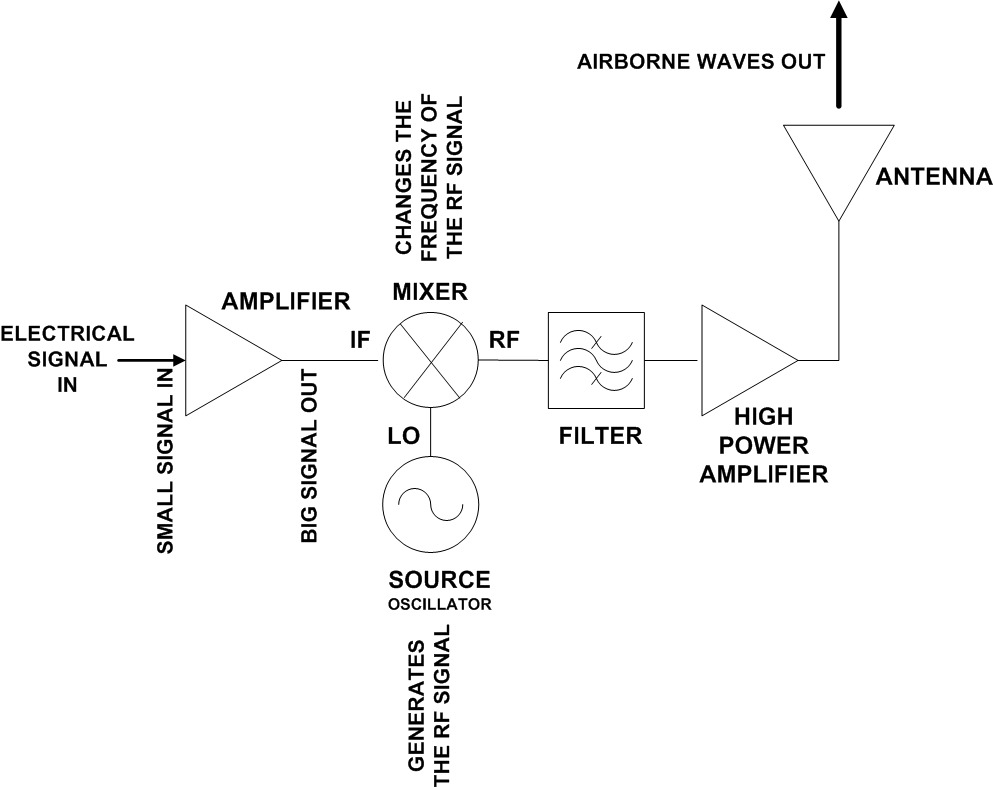 AIRBORNE WAVES OUT
ANTENNA
CHANGES THE
FREQUENCY OF
THE RF SIGNAL
MIXER
AMPLIFIER
ELECTRICAL
SIGNAL
IN
SMALL SIGNAL IN
BIG SIGNAL OUT
IF
RF
LO
FILTER
HIGH
POWER
AMPLIFIER
SOURCE
OSCILLATOR
GENERATES
THE RF SIGNAL